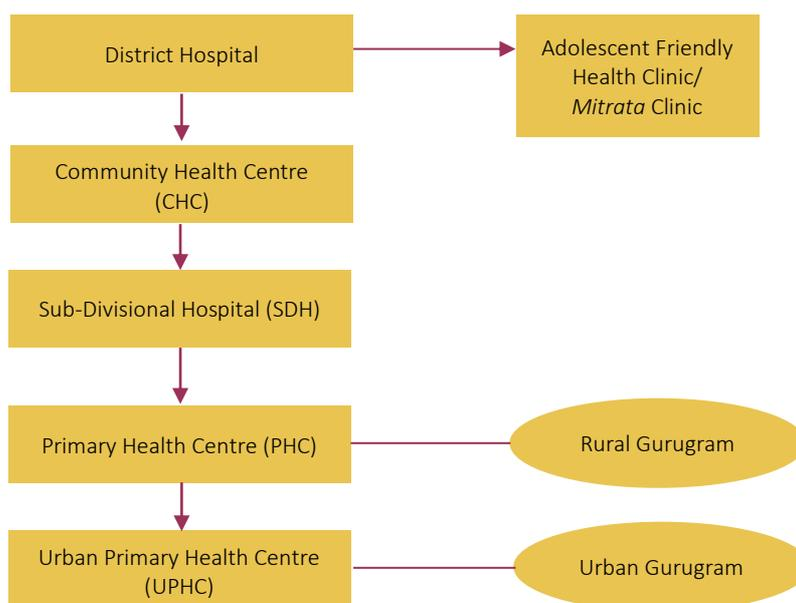 District Hospital
Adolescent Friendly
Health Clinic/
Mitrata Clinic
Community Health Centre
(CHC)
Sub-Divisional Hospital (SDH)
Primary Health Centre (PHC)
Rural Gurugram
Urban Primary Health Centre
(UPHC)
Urban Gurugram